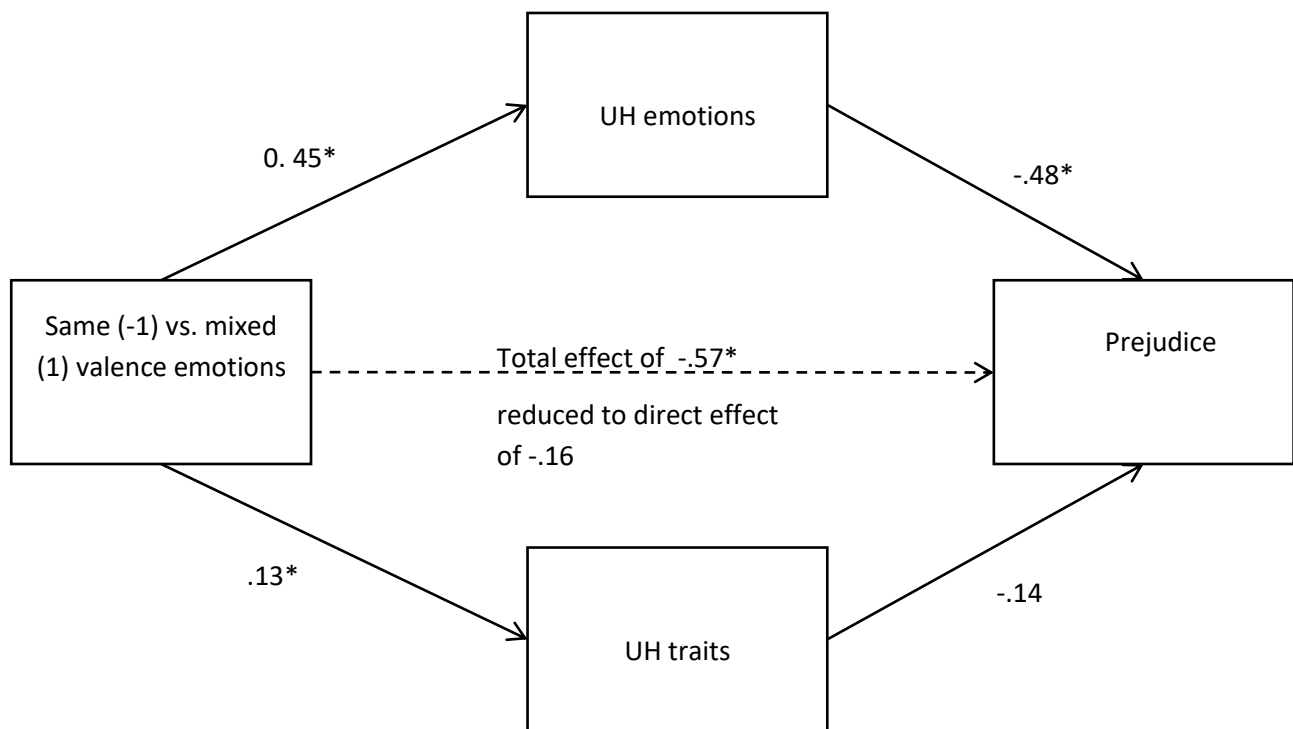 UH emotions
0. 45*
-.48*
Same (-1) vs. mixed
(1) valence emotions
Total effect of -.57*
reduced to direct effect
of -.16
Prejudice
.13*
-.14
UH traits